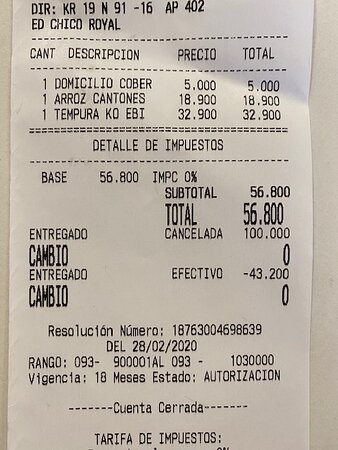 DIR: KR 19 N 91 -16 AP 402
ED CHICO ROYAL
CANT DESCRIPCION PRECIO TOTAL
1 DOMICILIO COBER 5.000 5.000
1 ARROZ CANTONES 18.900 18.900
1 TEMPURA KO EBI 32.900 32.900
DETALLE DE IMPUESTOS
BASE 56.800 IMPC 0%
SUBTOTAL 56.800
TOTAL 56.800
ENTREGADO CANCELADA 100.000
CAMBIO 0
ENTREGADO EFECTIVO -43.200
CAMBIO 0
Resolución Número: 18763004698639
DEL 28/02/2020
RANGO: 093- 900001AL 093 - 1030000
Vigencia: 18 Meses Estado: AUTORIZACION
------Cuenta Cerrada------
TARIFA DE IMPUESTOS: